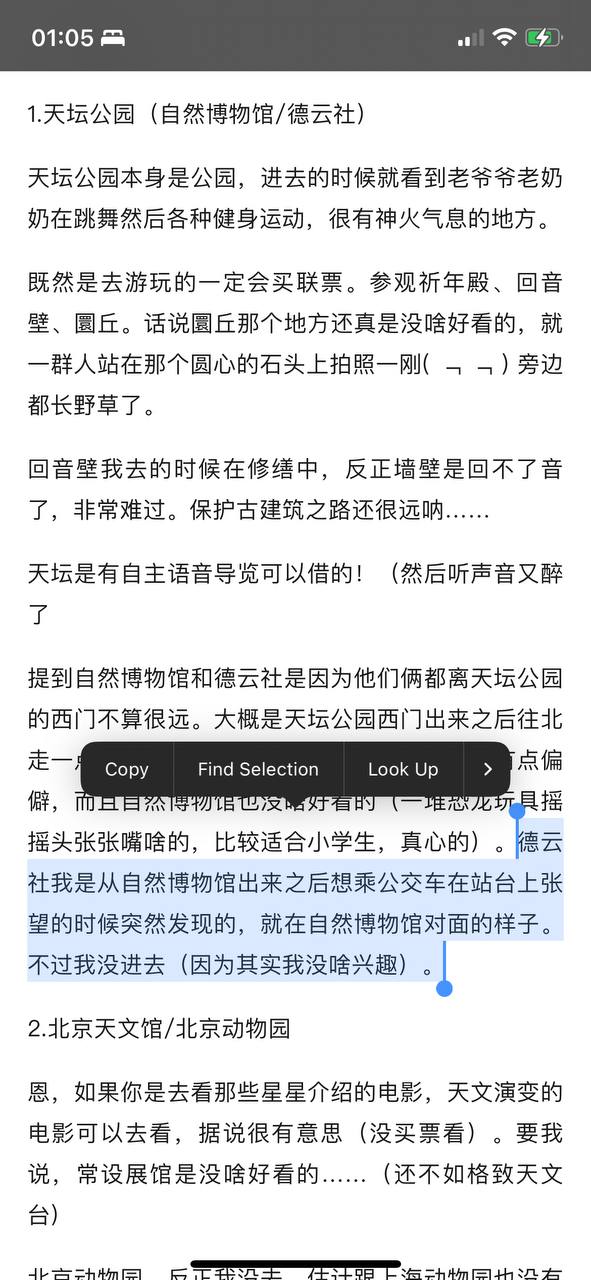 01:05
1.天坛公园（自然博物馆/德云社）
天坛公园本身是公园，进去的时候就看到老爷爷老奶
奶在跳舞然后各种健身运动，很有神火气息的地方。
既然是去游玩的一定会买联票。参观祈年殿、回音
壁、圜丘。话说圜丘那个地方还真是没啥好看的，就
一群人站在那个圆心的石头上拍照一刚( ￢ ￢ ) 旁边
都长野草了。
回音壁我去的时候在修缮中，反正墙壁是回不了音
了，非常难过。保护古建筑之路还很远呐……
天坛是有自主语音导览可以借的！（然后听声音又醉
了
提到自然博物馆和德云社是因为他们俩都离天坛公园
的西门不算很远。大概是天坛公园西门出来之后往北
走一
点偏
Copy
Find Selection
Look Up
僻，而且自然博物馆也没啥好看的（一堆恐龙玩具摇
摇头张张嘴啥的，比较适合小学生，真心的）。德云
社我是从自然博物馆出来之后想乘公交车在站台上张
望的时候突然发现的，就在自然博物馆对面的样子。
不过我没进去（因为其实我没啥兴趣）。
2.北京天文馆/北京动物园
恩，如果你是去看那些星星介绍的电影，天文演变的
电影可以去看，据说很有意思（没买票看）。要我
说，常设展馆是没啥好看的……（还不如格致天文
台）
北京动物园，反正我没去，估计跟上海动物园也没有